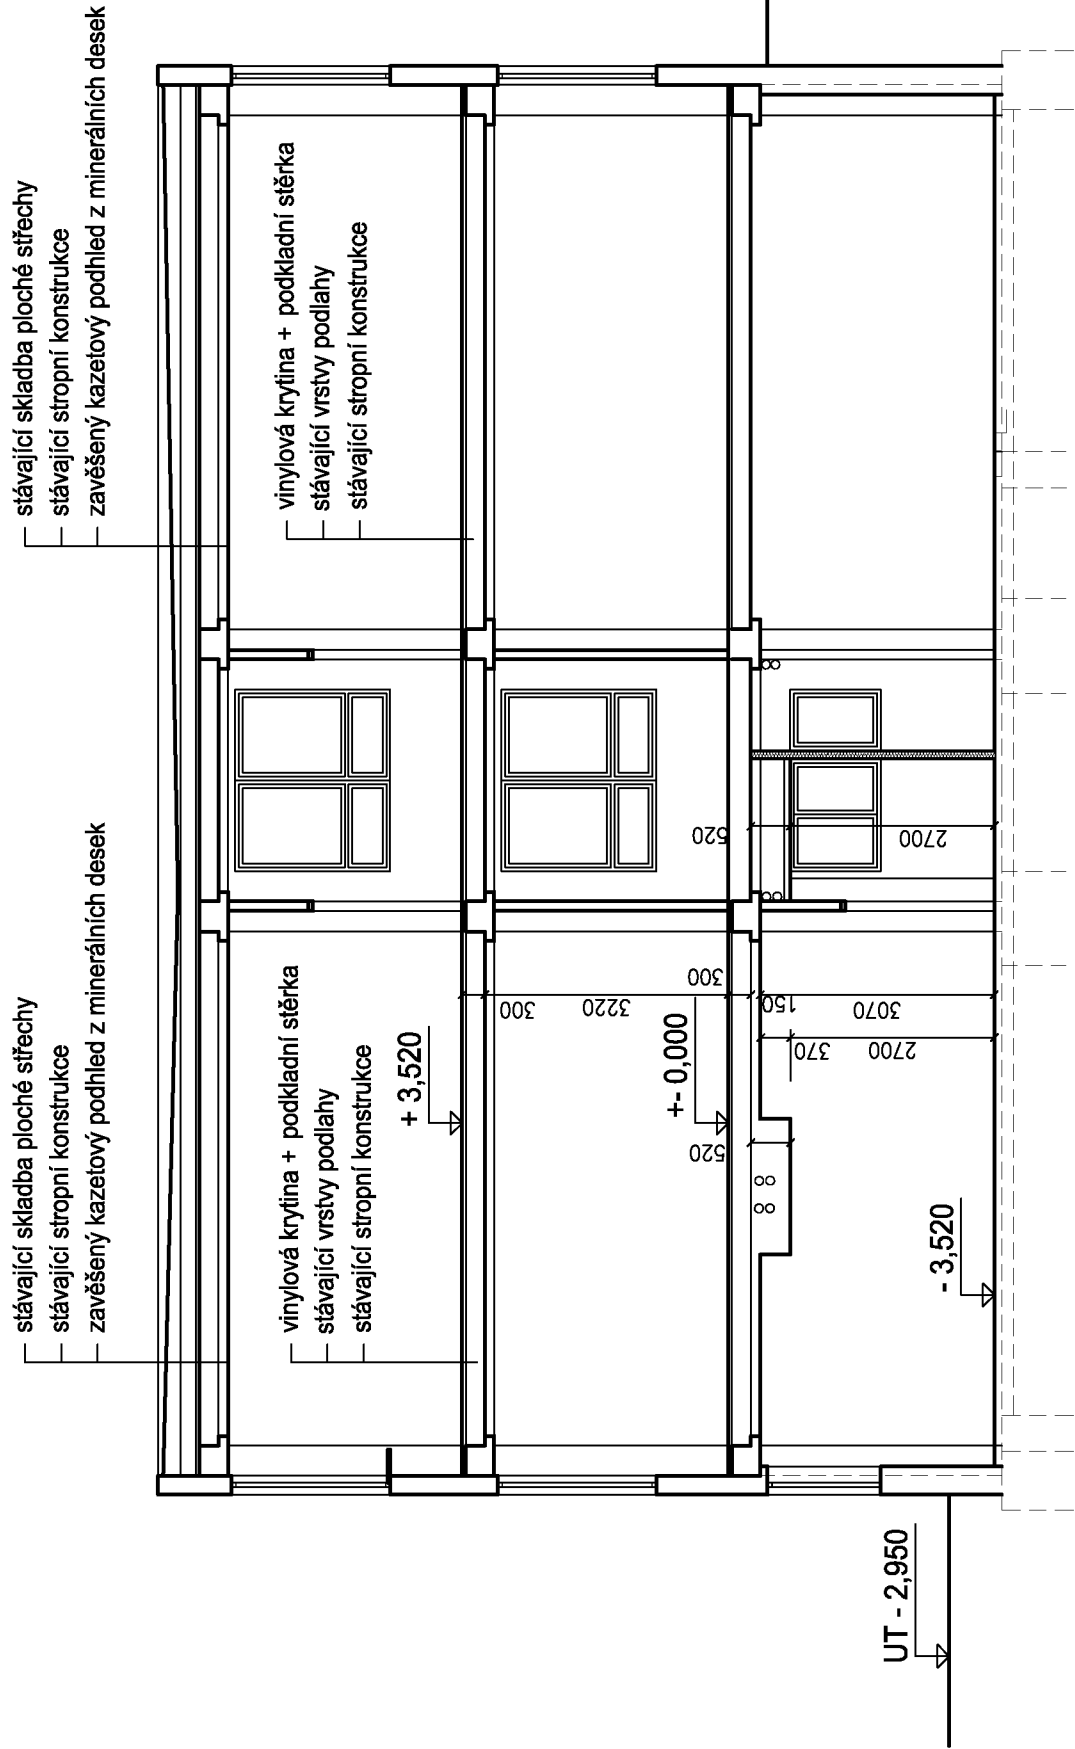 stávající skladba ploché střechy
stávající stropní konstrukce
zavěšený kazetový podhled z minerálních desek
stávající skladba ploché střechy
stávající stropní konstrukce
zavěšený kazetový podhled z minerálních desek
vinylová krytina + podkladní stěrka
stávající vrstvy podlahy
stávající stropní konstrukce
vinylová krytina + podkladní stěrka
stávající vrstvy podlahy
stávající stropní konstrukce
+ 3,520
300
3220
+- 0,000
300
520
520
150
370
3070
2700
2700
- 3,520
UT - 2,950